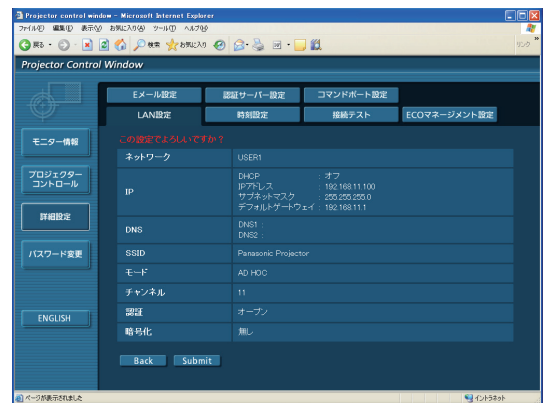 Projector control window - Microsoft Internet Explorer
ファイル(F) 編集(E) 表示(V) お気に入り(A) ツール(T) ヘルプ(H)
戻る 検索 お気に入り リンク
Projector Control Window
Eメール設定 認証サーバー設定 コマンドポート設定
LAN設定 時刻設定 接続テスト ECOマネージメント設定
モニター情報
プロジェクター
コントロール
詳細設定
パスワード変更
ENGLISH
この設定でよろしいですか?
ネットワーク USER1
IP
DHCP : オフ
IPアドレス : 192.168.11.100
サブネットマスク : 255.255.255.0
デフォルトゲートウェイ : 192.168.11.1
DNS
DNS1 :
DNS2 :
SSID Panasonic Projector
モード AD HOC
チャンネル 11
認証 オープン
暗号化 無し
Back Submit
ページが表示されました イントラネット